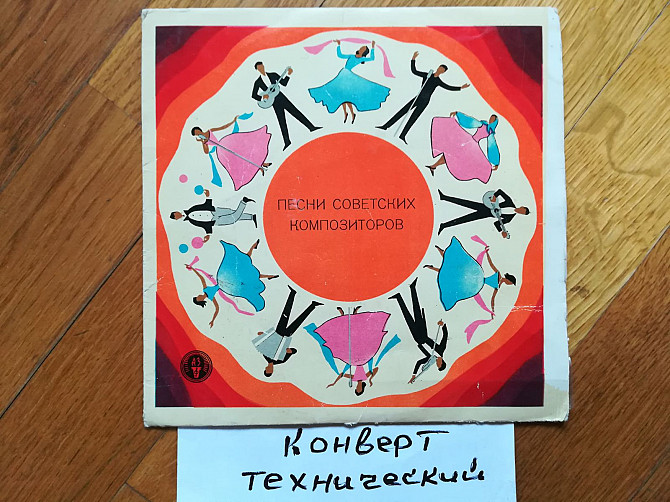 ПЕСНИ СОВЕТСКИХ
КОМПОЗИТОРОВ
Конверт
технический